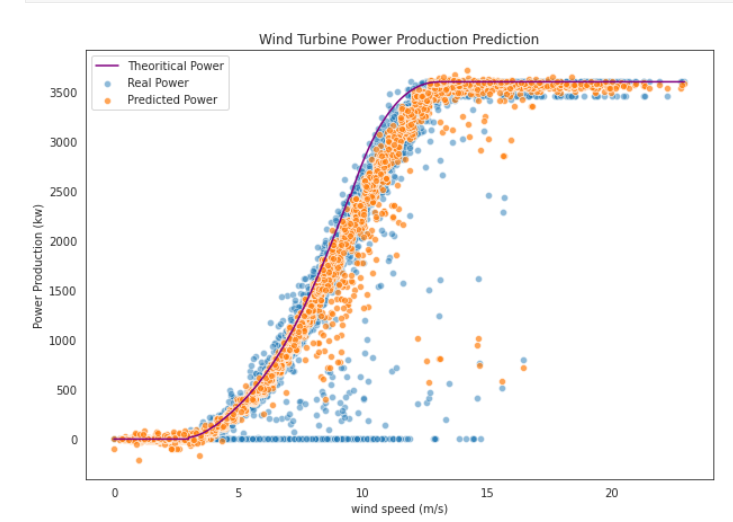 Wind Turbine Power Production Prediction
Theoritical Power
Real Power
Predicted Power
3500
3000
2500
2000
1500
1000
500
0
Power Production (kw)
0 5 10 15 20
wind speed (m/s)